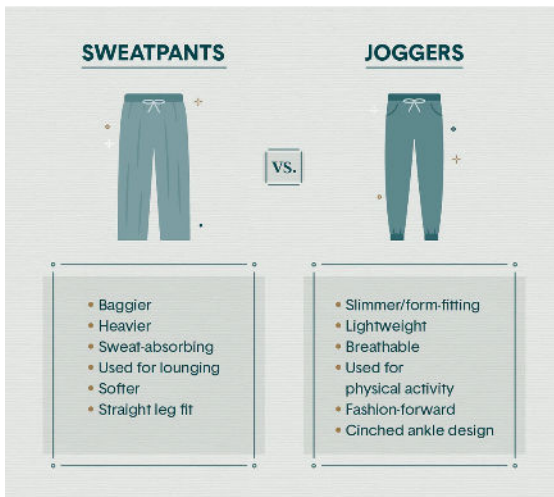 SWEATPANTS
JOGGERS
VS.
Baggier
Heavier
Sweat-absorbing
Used for lounging
Softer
Straight leg fit
Slimmer/form-fitting
Lightweight
Breathable
Used for
physical activity
Fashion-forward
Cinched ankle design